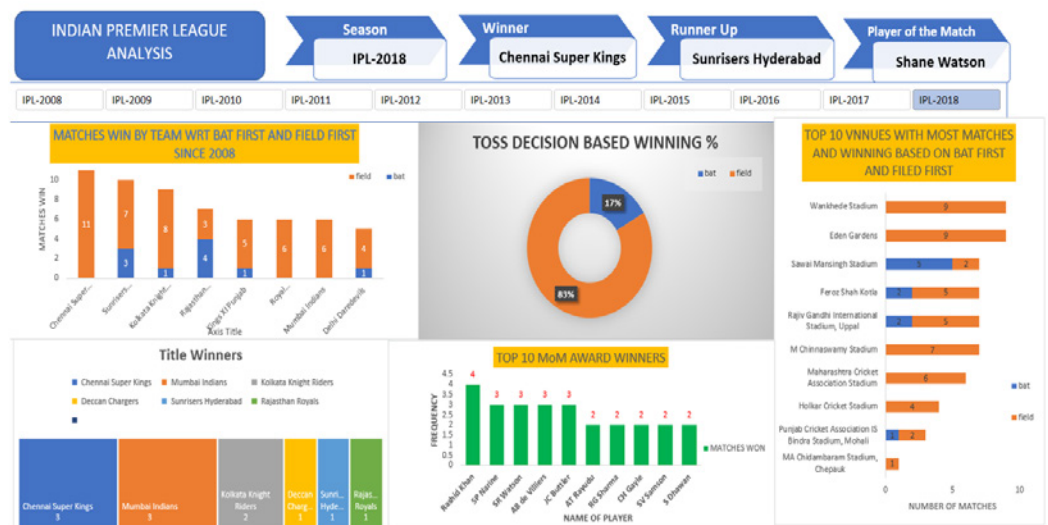 INDIAN PREMIER LEAGUE
ANALYSIS
Season
IPL-2018
Winner
Chennai Super Kings
Runner Up
Sunrisers Hyderabad
Player of the Match
Shane Watson
IPL-2008
IPL-2009
IPL-2010
IPL-2011
IPL-2012
IPL-2013
IPL-2014
IPL-2015
IPL-2016
IPL-2017
IPL-2018
MATCHES WIN BY TEAM WRT BAT FIRST AND FIELD FIRST
SINCE 2008
field
bat
MATCHES WIN
10
8
6
4
2
0
11
7
3
8
1
3
4
5
1
6
6
4
1
Chennai Super...
Sunrisers...
Kolkata Knight...
Rajasthan...
Kings XI Punjab
Royal...
Mumbai Indians
Delhi Daredevils
Axis Title
TOSS DECISION BASED WINNING %
bat
field
17%
83%
TOP 10 VNNUES WITH MOST MATCHES
AND WINNING BASED ON BAT FIRST
AND FILED FIRST
Wankhede Stadium
9
Eden Gardens
9
Sawai Mansingh Stadium
5
2
Feroz Shah Kotla
2
5
Rajiv Gandhi International
Stadium, Uppal
2
5
M Chinnaswamy Stadium
7
Maharashtra Cricket
Association Stadium
6
Holkar Cricket Stadium
4
Punjab Cricket Association IS
Bindra Stadium, Mohali
1
2
MA Chidambaram Stadium,
Chepauk
1
bat
field
0
5
10
NUMBER OF MATCHES
Title Winners
Chennai Super Kings
Mumbai Indians
Kolkata Knight Riders
Deccan Chargers
Sunrisers Hyderabad
Rajasthan Royals
Chennai Super Kings
3
Mumbai Indians
3
Kolkata Knight
Riders
2
Deccan
Charg...
1
Sunri...
Hyde...
1
Rajas...
Royals
1
TOP 10 MoM AWARD WINNERS
FREQUENCY
4.5
4
3.5
3
2.5
2
1.5
1
0.5
0
4
3
3
3
3
2
2
2
2
2
MATCHES WON
Rashid Khan
SP Narine
SR Watson
AB de Villiers
JC Buttler
AT Rayudu
RG Sharma
CH Gayle
SV Samson
S Dhawan
NAME OF PLAYER